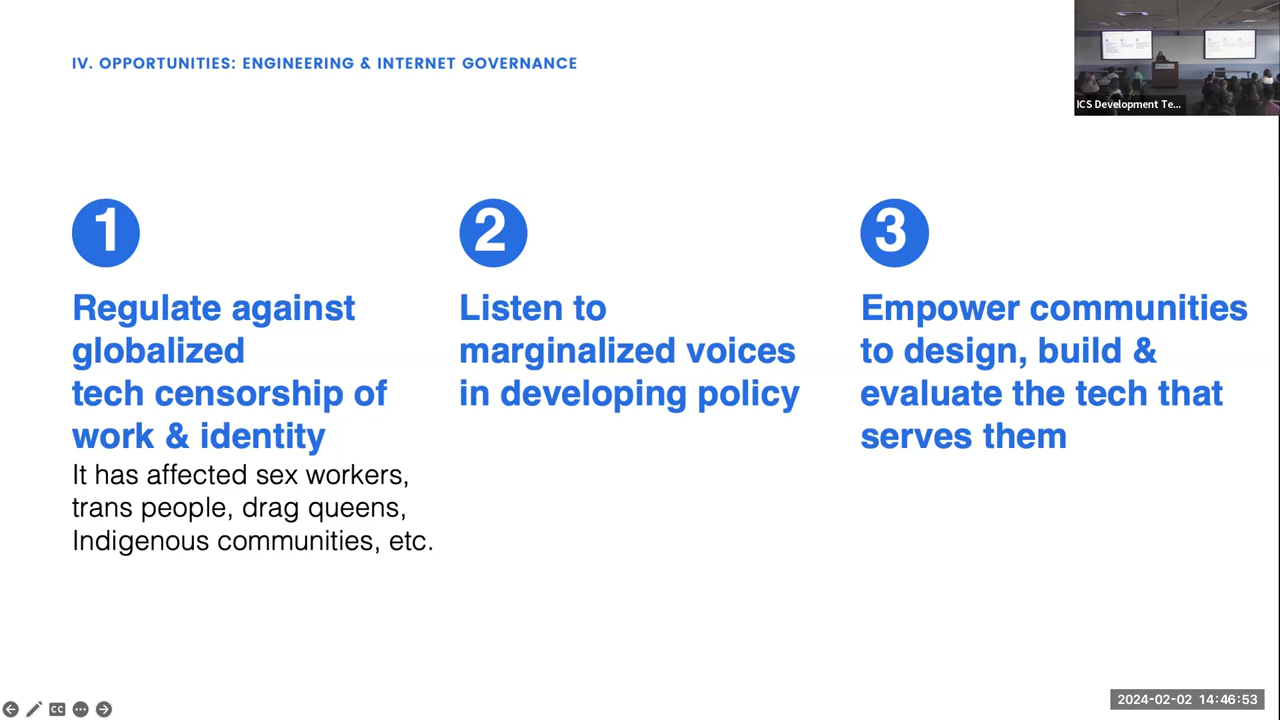 IV. OPPORTUNITIES: ENGINEERING & INTERNET GOVERNANCE
ICS Development Te...
1
Regulate against
globalized
tech censorship of
work & identity
It has affected sex workers,
trans people, drag queens,
Indigenous communities, etc.
2
Listen to
marginalized voices
in developing policy
3
Empower communities
to design, build &
evaluate the tech that
serves them
CC
2024-02-02 14:46:53